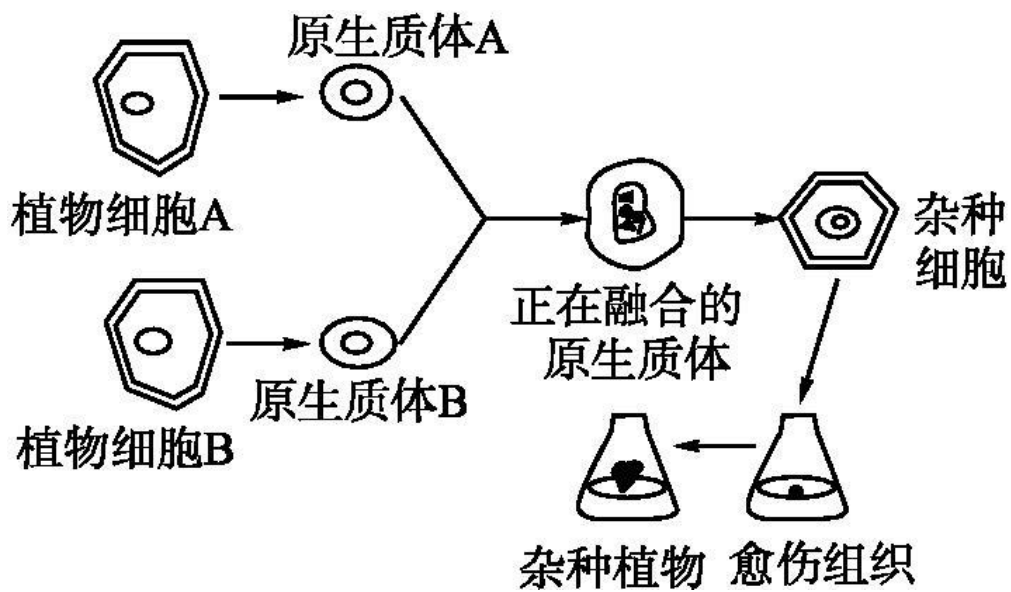 原生质体A
植物细胞A
杂种
细胞
正在融合的
原生质体
原生质体B
植物细胞B
杂种植物
愈伤组织